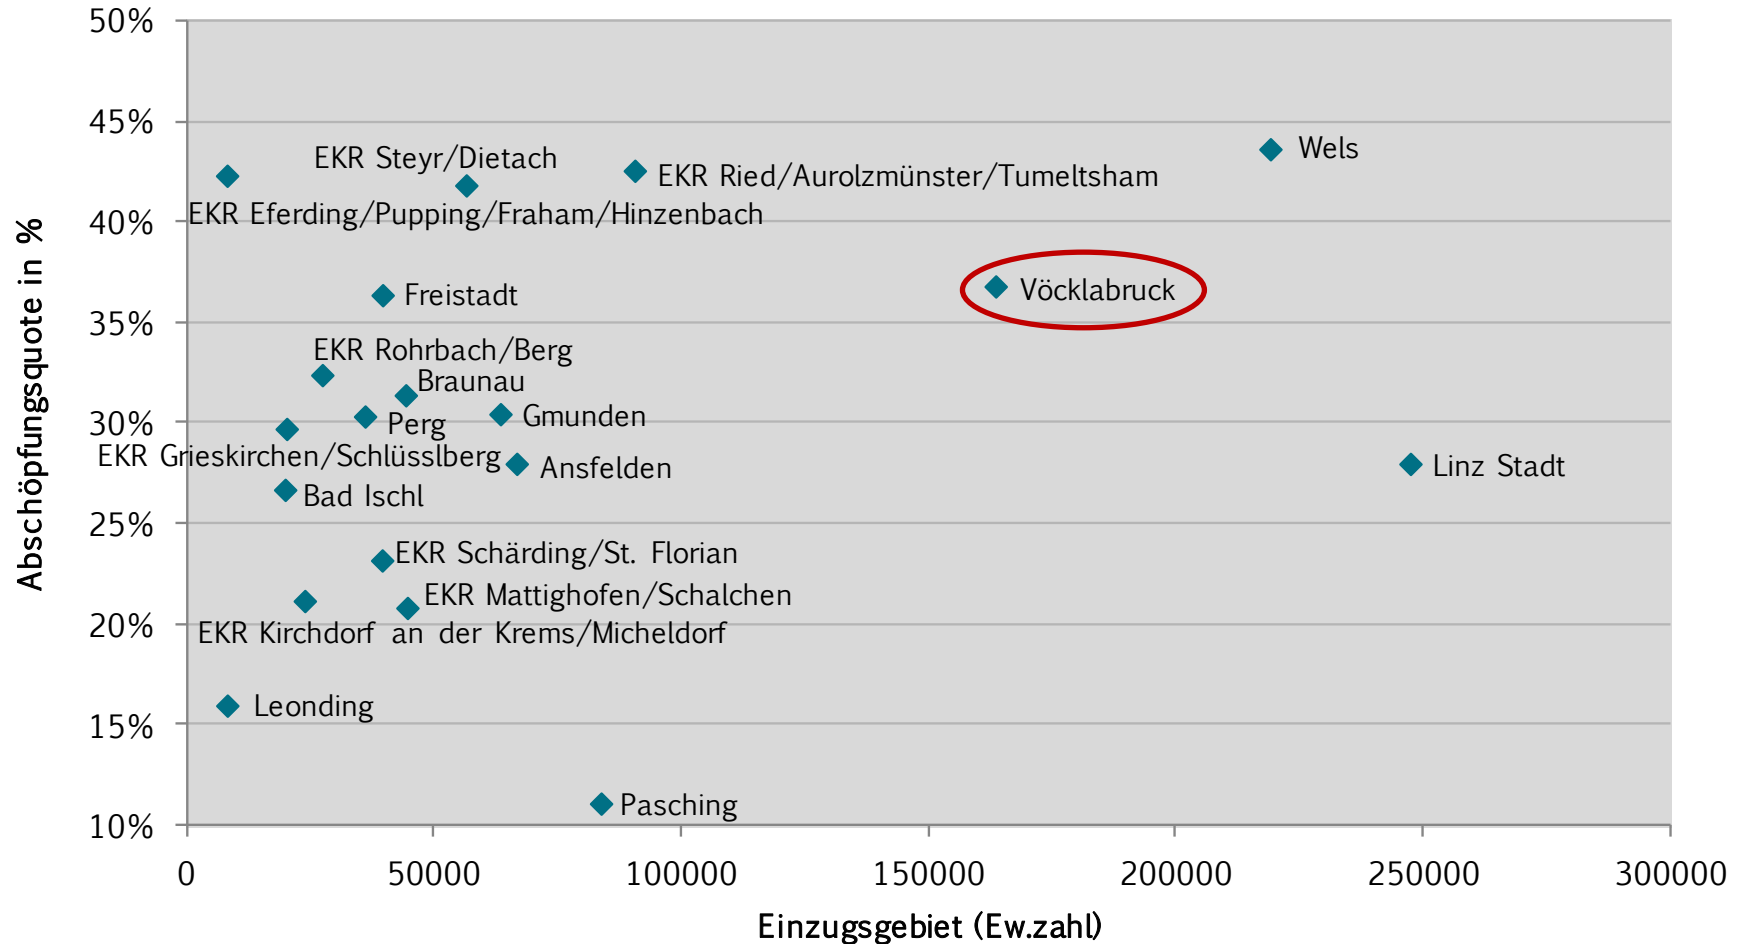 50%
45%
Wels
EKR Steyr/Dietach
EKR Ried/Aurolzmünster/Tumeltsham
EKR Eferding/Pupping/Fraham/Hinzenbach
40%
Vöcklabruck
Freistadt
35%
EKR Rohrbach/Berg
Braunau
Gmunden
30%
Perg
EKR Grieskirchen/Schlüsslberg
Ansfelden
Linz Stadt
Bad Ischl
25%
EKR Schärding/St. Florian
EKR Mattighofen/Schalchen
20%
EKR Kirchdorf an der Krems/Micheldorf
Leonding
15%
Pasching
10%
Abschöpfungsquote in %
0 50000 100000 150000 200000 250000 300000
Einzugsgebiet (Ew.zahl)